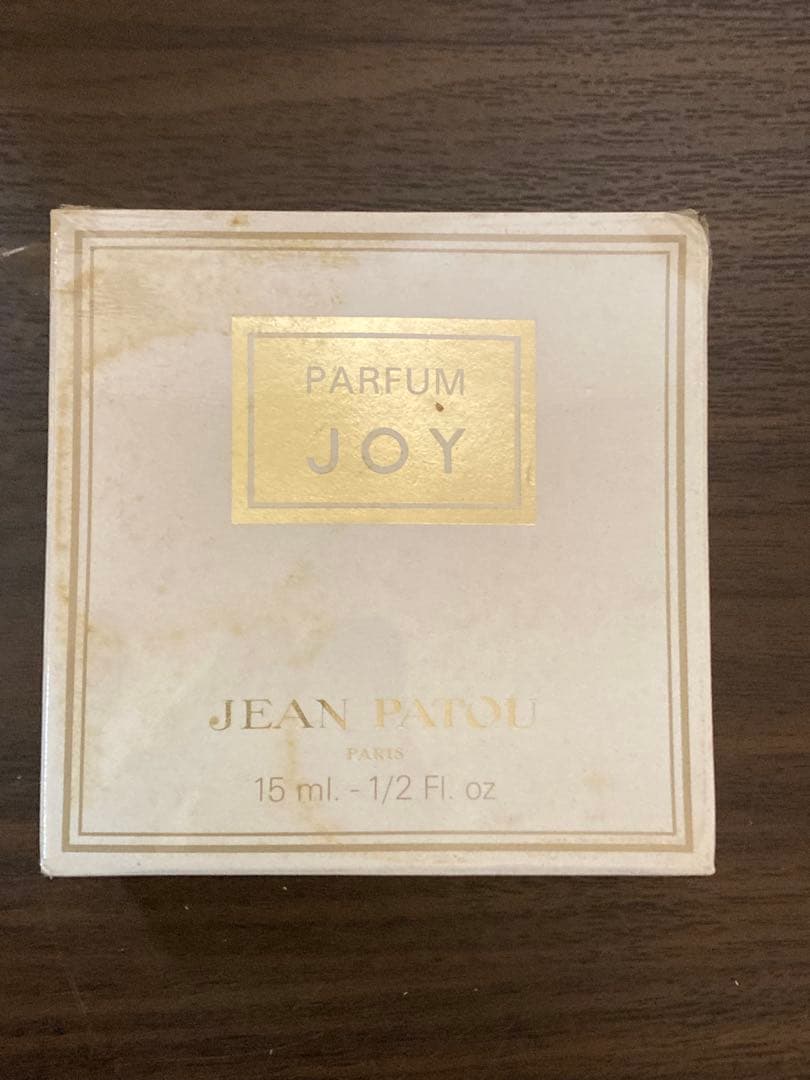 PARFUM
JOY
JEAN PATOU
PARIS
15 ml. - 1/2 Fl. oz